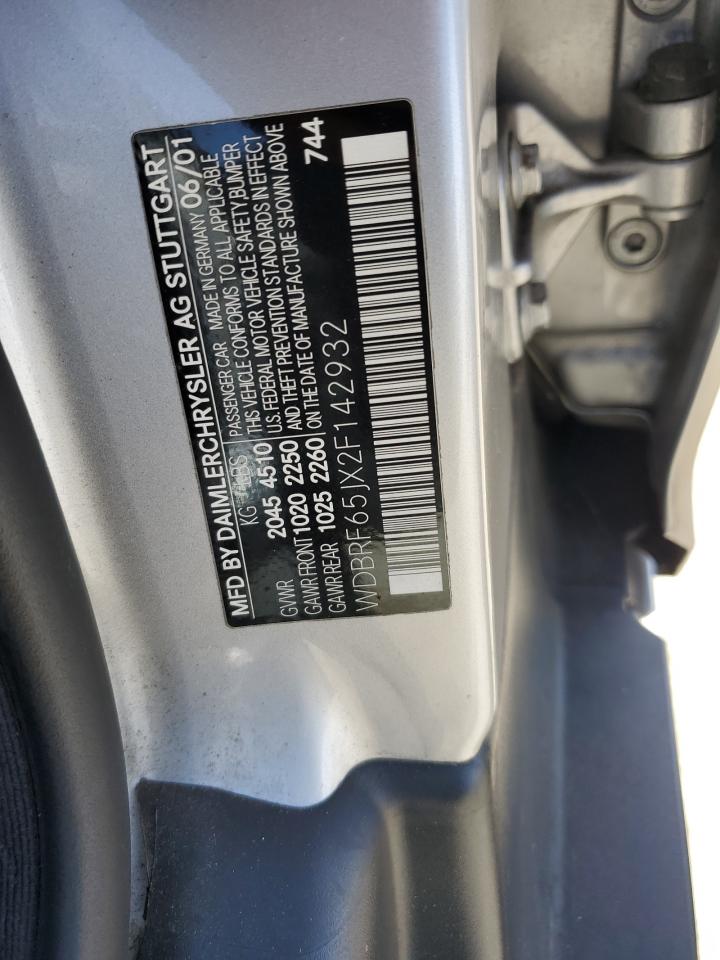 MFD BY DAIMLERCHRYSLER AG STUTTGART
KG / LBS PASSENGER CAR MADE IN GERMANY 06/01
GVWR 2045 4510 THIS VEHICLE CONFORMS TO ALL APPLICABLE
GAWR FRONT 1020 2250 U.S. FEDERAL MOTOR VEHICLE SAFETY,BUMPER
GAWR REAR 1025 2260 AND THEFT PREVENTION STANDARDS IN EFFECT
ON THE DATE OF MANUFACTURE SHOWN ABOVE
WDBRF65JX2F142932 744